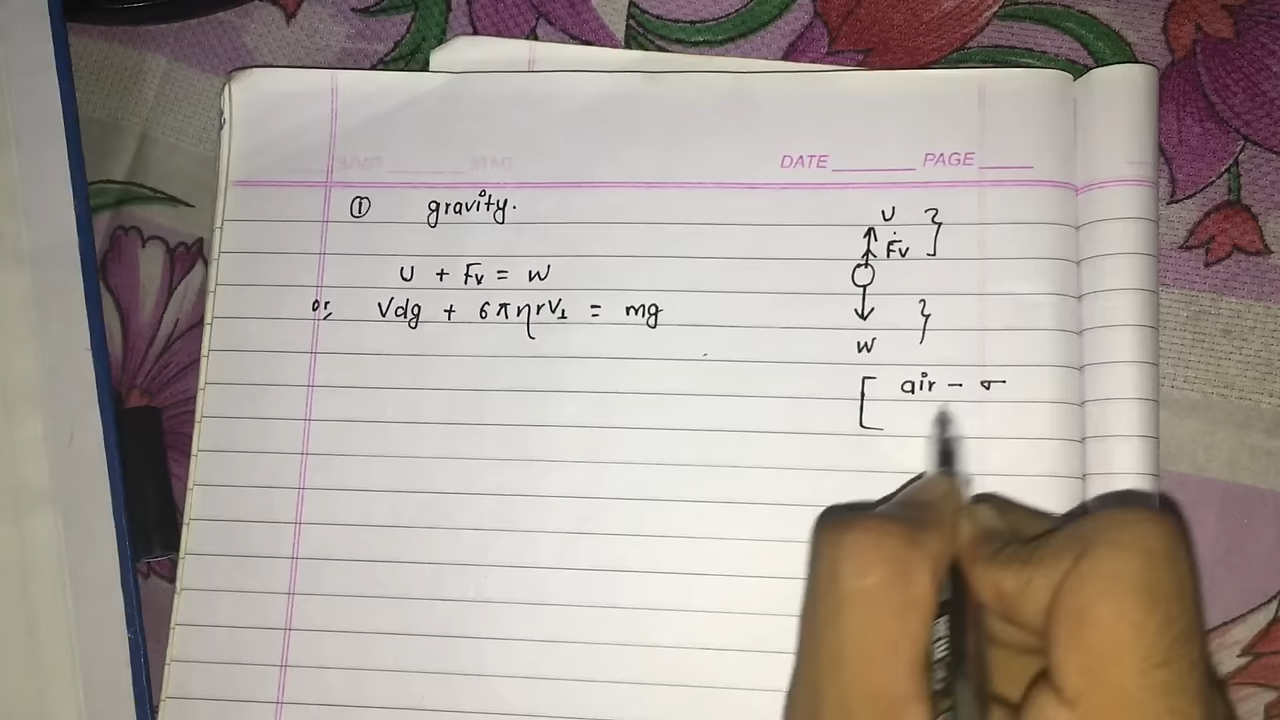 DATE PAGE
① gravity.
U + Fv = W
or, Vdg + 6πηrV₁ = mg
U
Fv
W
air - σ